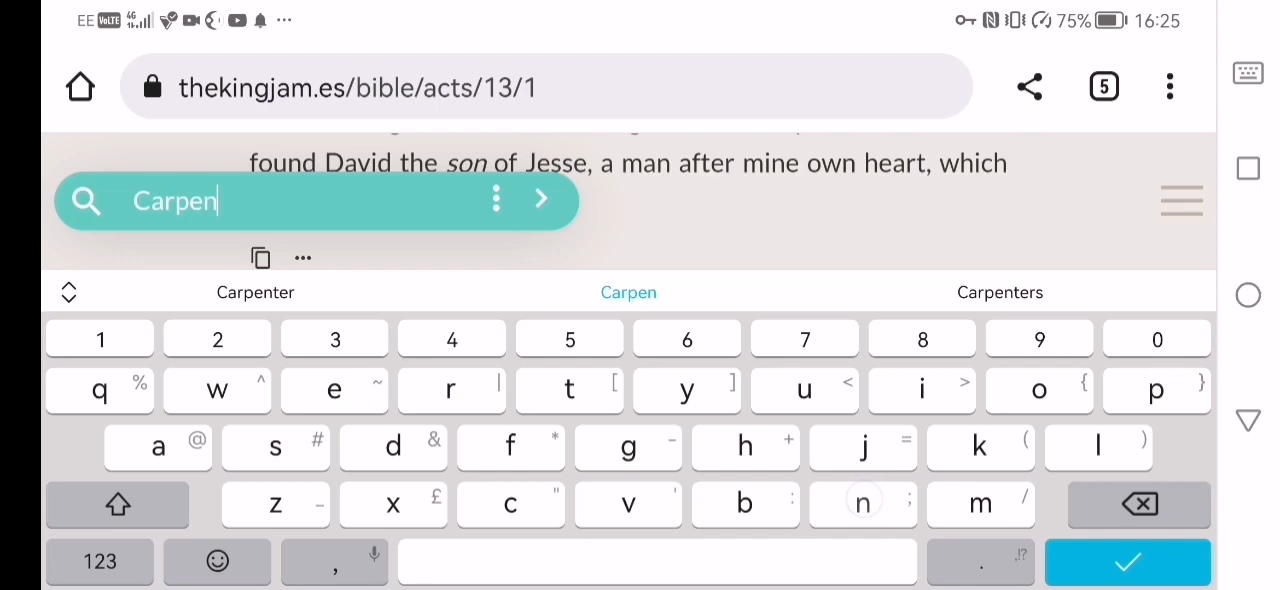 EE VoLTE 4G 75% 16:25
thekingjam.es/bible/acts/13/1 5
found David the son of Jesse, a man after mine own heart, which
Carpen
Carpenter Carpen Carpenters
1 2 3 4 5 6 7 8 9 0
q % w ^ e ~ r | t [ y ] u < i > o { p }
a @ s # d & f * g - h + j = k ( l )
z _ x £ c " v ' b : n ; m /
123 , . ,!?